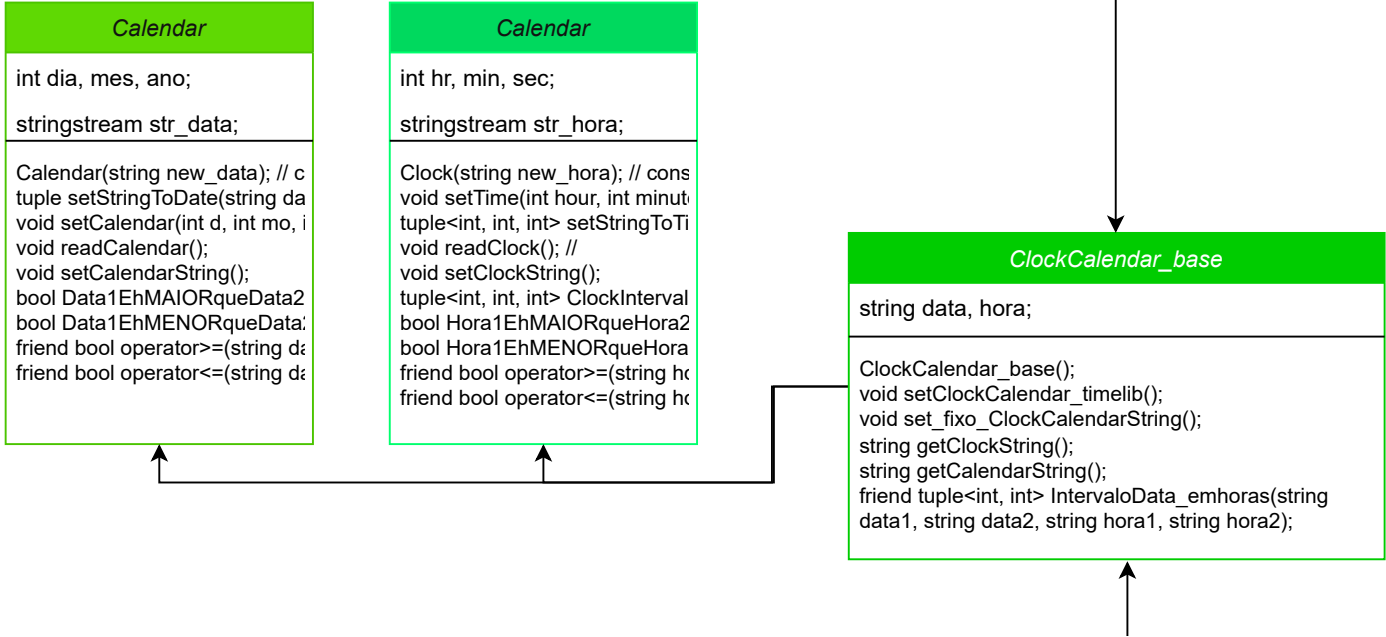 Calendar
int dia, mes, ano;
stringstream str_data;
Calendar(string new_data); // c
tuple setStringToDate(string da
void setCalendar(int d, int mo, i
void readCalendar();
void setCalendarString();
bool Data1EhMAIORqueData2
bool Data1EhMENORqueData2
friend bool operator>=(string da
friend bool operator<=(string da
Calendar
int hr, min, sec;
stringstream str_hora;
Clock(string new_hora); // cons
void setTime(int hour, int minut
tuple<int, int, int> setStringToTi
void readClock(); //
void setClockString();
tuple<int, int, int> ClockInterval
bool Hora1EhMAIORqueHora2
bool Hora1EhMENORqueHora
friend bool operator>=(string ho
friend bool operator<=(string ho
ClockCalendar_base
string data, hora;
ClockCalendar_base();
void setClockCalendar_timelib();
void set_fixo_ClockCalendarString();
string getClockString();
string getCalendarString();
friend tuple<int, int> IntervaloData_emhoras(string
data1, string data2, string hora1, string hora2);